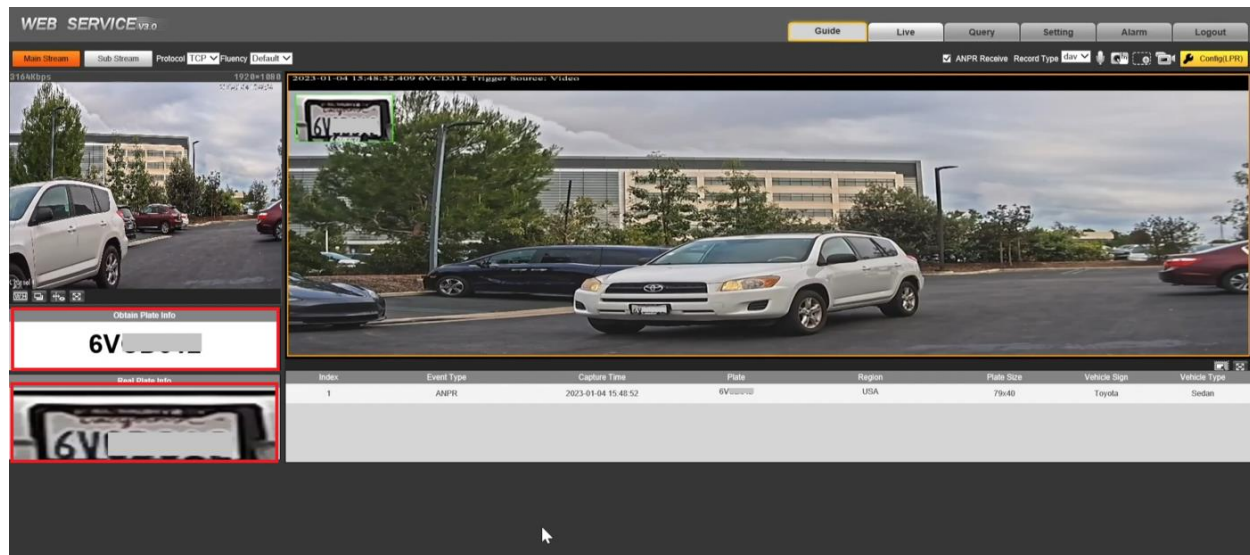 WEB SERVICE V3.0
Guide Live Query Setting Alarm Logout
Main Stream Sub Stream Protocol TCP Fluency Default
ANPR Receive Record Type dav Config(LPR)
3164Kbps 1920*1080
2023-01-04 15:48:52.409 Trigger Source: Video
6V
Obtain Plate Info
6V
Real Plate Info
6V
Index Event Type Capture Time Plate Region Plate Size Vehicle Sign Vehicle Type
1 ANPR 2023-01-04 15:48:52 6V USA 79x40 Toyota Sedan